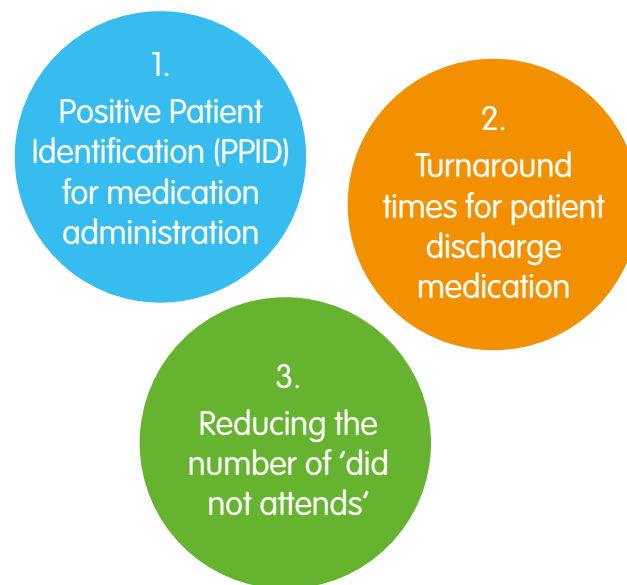 1.
Positive Patient
Identification (PPID)
for medication
administration
2.
Turnaround
times for patient
discharge
medication
3.
Reducing the
number of ‘did
not attends’